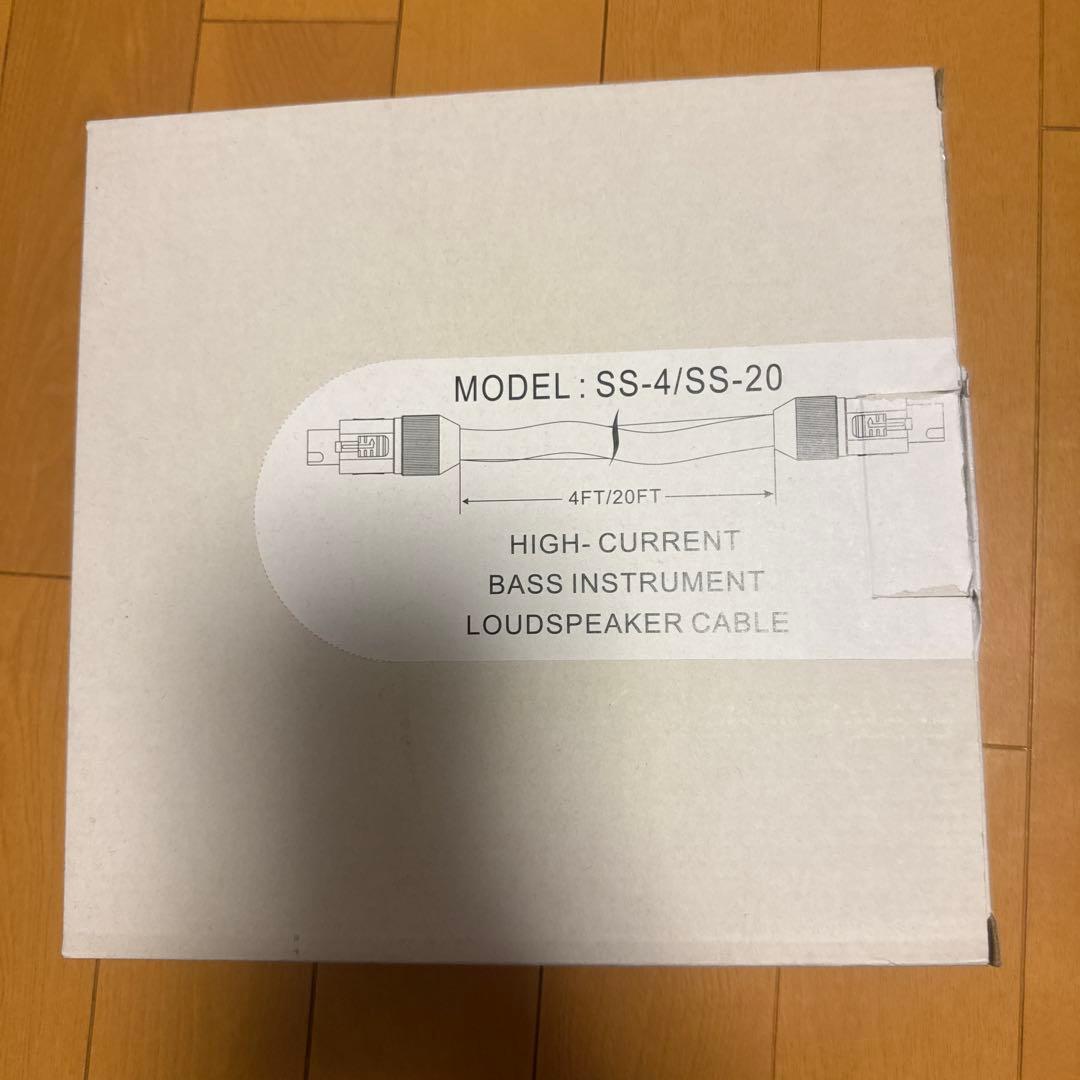 MODEL : SS-4/SS-20
4FT/20FT
HIGH- CURRENT
BASS INSTRUMENT
LOUDSPEAKER CABLE